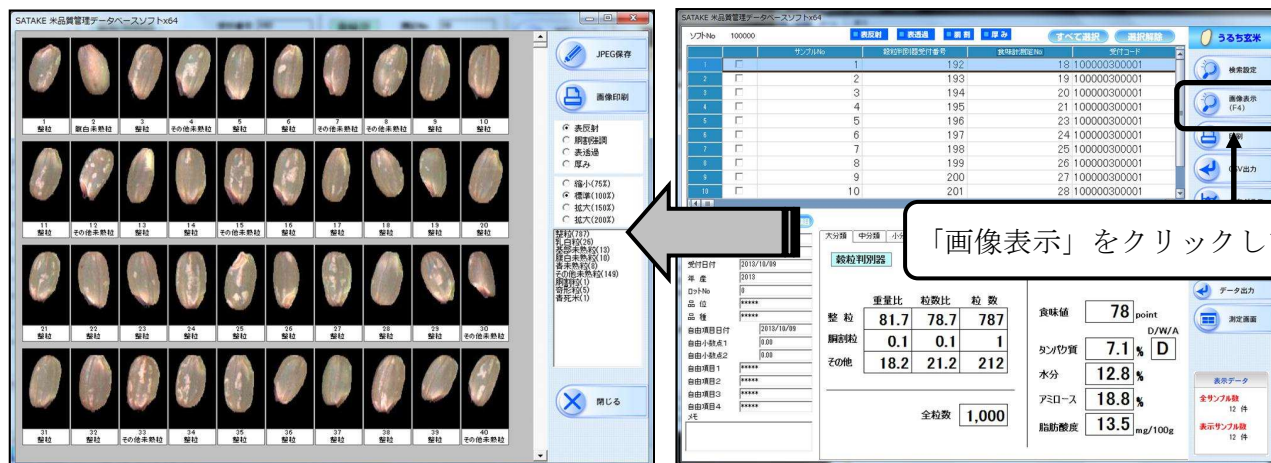 SATAKE 米品質管理データベースソフトx64
1 2 3 4 5 6 7 8 9 10
整粒 腹白未熟粒 整粒 その他未熟粒 整粒 整粒 その他未熟粒 その他未熟粒 整粒 整粒
11 12 13 14 15 16 17 18 19 20
整粒 その他未熟粒 整粒 整粒 その他未熟粒 整粒 整粒 整粒 整粒 整粒
21 22 23 24 25 26 27 28 29 30
整粒 整粒 整粒 整粒 整粒 整粒 整粒 整粒 整粒 その他未熟粒
31 32 33 34 35 36 37 38 39 40
整粒 整粒 その他未熟粒 整粒 整粒 整粒 整粒 整粒 整粒 その他未熟粒
JPEG保存
画像印刷
表反射
胴割強調
表透過
厚み
縮小(75%)
標準(100%)
拡大(150%)
拡大(200%)
整粒(787)
乳白粒(26)
基部未熟粒(13)
腹白未熟粒(10)
青未熟粒(8)
その他未熟粒(149)
胴割粒(1)
奇形粒(5)
青死米(1)
閉じる
SATAKE 米品質管理データベースソフトx64
ソフトNo 100000 表反射 表透過 胴割 厚み すべて選択 選択解除
サンプルNo 穀粒判別器受付番号 食味計測定No 受付コード
1 1 192 18 100000300001
2 2 193 19 100000300001
3 3 194 20 100000300001
4 4 195 21 100000300001
5 5 196 23 100000300001
6 6 197 24 100000300001
7 7 198 25 100000300001
8 8 199 26 100000300001
9 9 200 27 100000300001
10 10 201 28 100000300001
うるち玄米
検索設定
画像表示
(F4)
印刷
CSV出力
「画像表示」をクリックし
大分類 中分類
穀粒判別器
受付日付 2013/10/09
年 産 2013
ロットNo 0
品 位 *****
品 種 *****
自由項目日付 2013/10/09
自由小数点1 0.00
自由小数点2 0.00
自由項目1 *****
自由項目2 *****
自由項目3 *****
自由項目4 *****
メモ
重量比 粒数比 粒 数
整 粒 81.7 78.7 787
胴割粒 0.1 0.1 1
その他 18.2 21.2 212
全粒数 1,000
食味値 78 point
D/W/A
タンパク質 7.1 % D
水分 12.8 %
アミロース 18.8 %
脂肪酸度 13.5 mg/100g
データ出力
測定画面
表示データ
全サンプル数
12 件
表示サンプル数
12 件